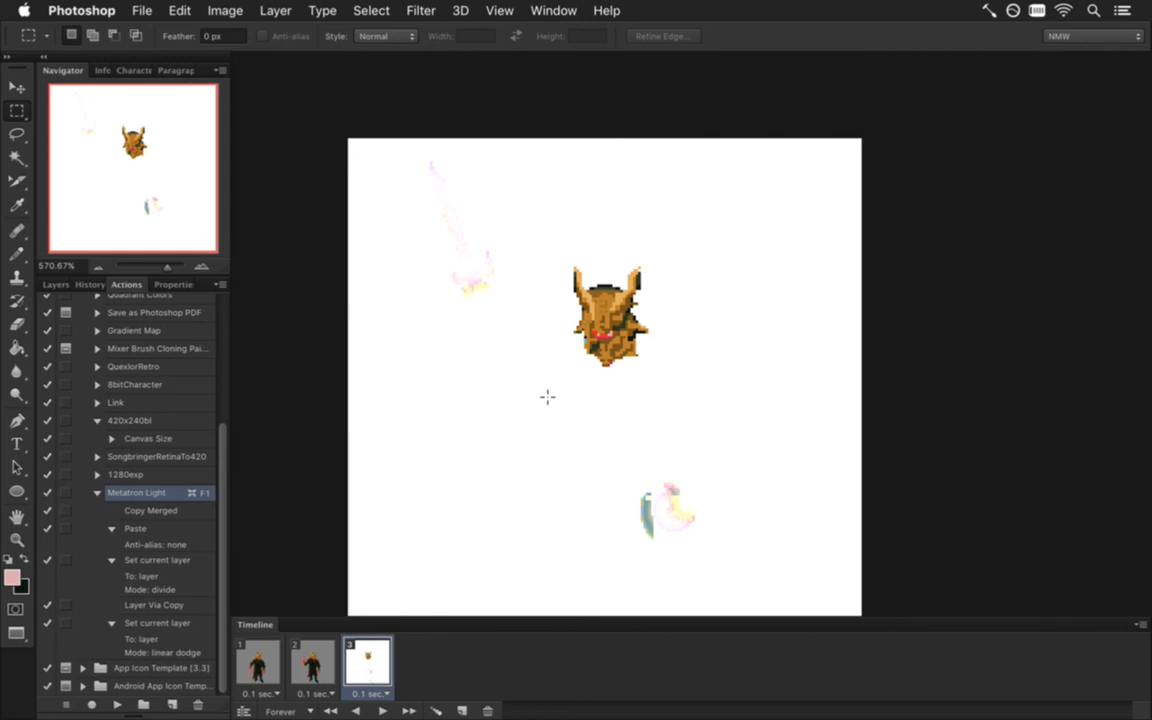 Photoshop File Edit Image Layer Type Select Filter 3D View Window Help
Feather: 0 px Anti-alias Style: Normal Width: Height: Refine Edge... NMW
Navigator Info Characte Paragrap
570.67%
Layers History Actions Propertie
Quadrant Colors
Save as Photoshop PDF
Gradient Map
Mixer Brush Cloning Pai...
QuexlorRetro
8bitCharacter
Link
420x240bl
Canvas Size
SongbringerRetinaTo420
1280exp
Metatron Light F1
Copy Merged
Paste
Anti-alias: none
Set current layer
To: layer
Mode: divide
Layer Via Copy
Set current layer
To: layer
Mode: linear dodge
App Icon Template [3.3]
Android App Icon Temp...
Timeline
1 2 3
0.1 sec. 0.1 sec. 0.1 sec.
Forever